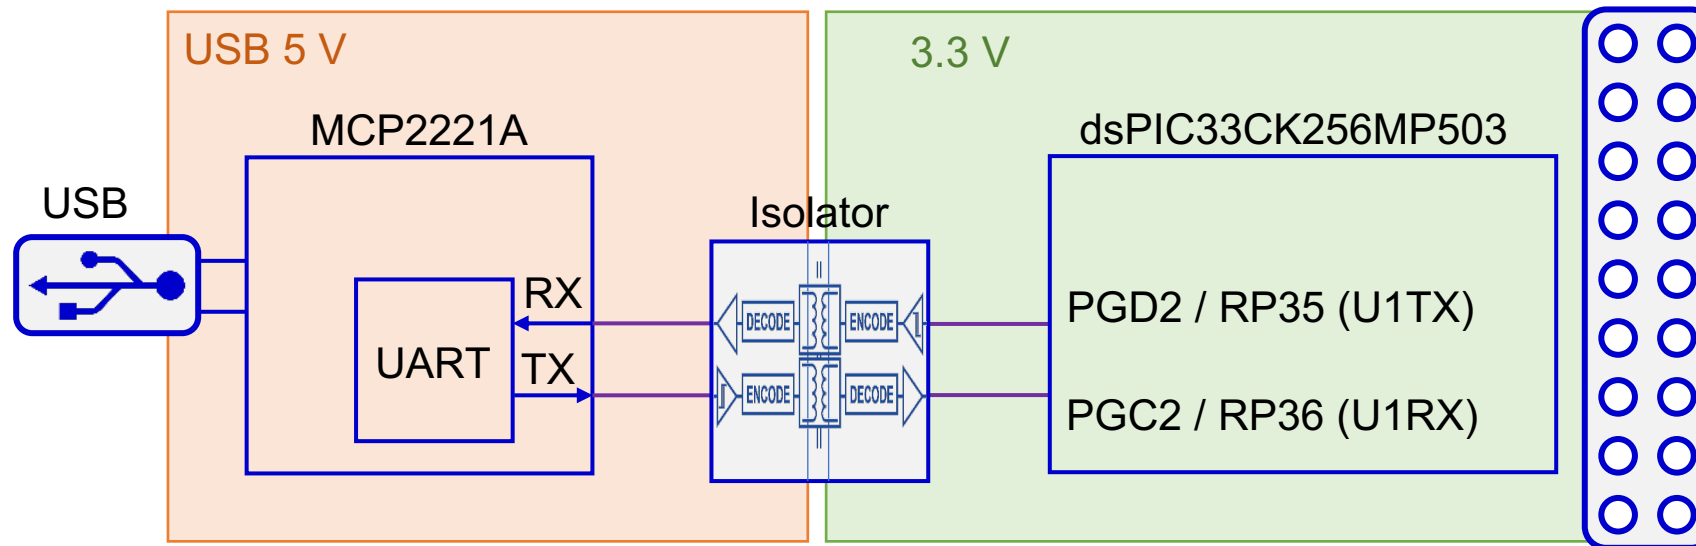 USB 5 V
3.3 V
MCP2221A
dsPIC33CK256MP503
USB
Isolator
RX
DECODE
ENCODE
PGD2 / RP35 (U1TX)
UART
TX
ENCODE
DECODE
PGC2 / RP36 (U1RX)